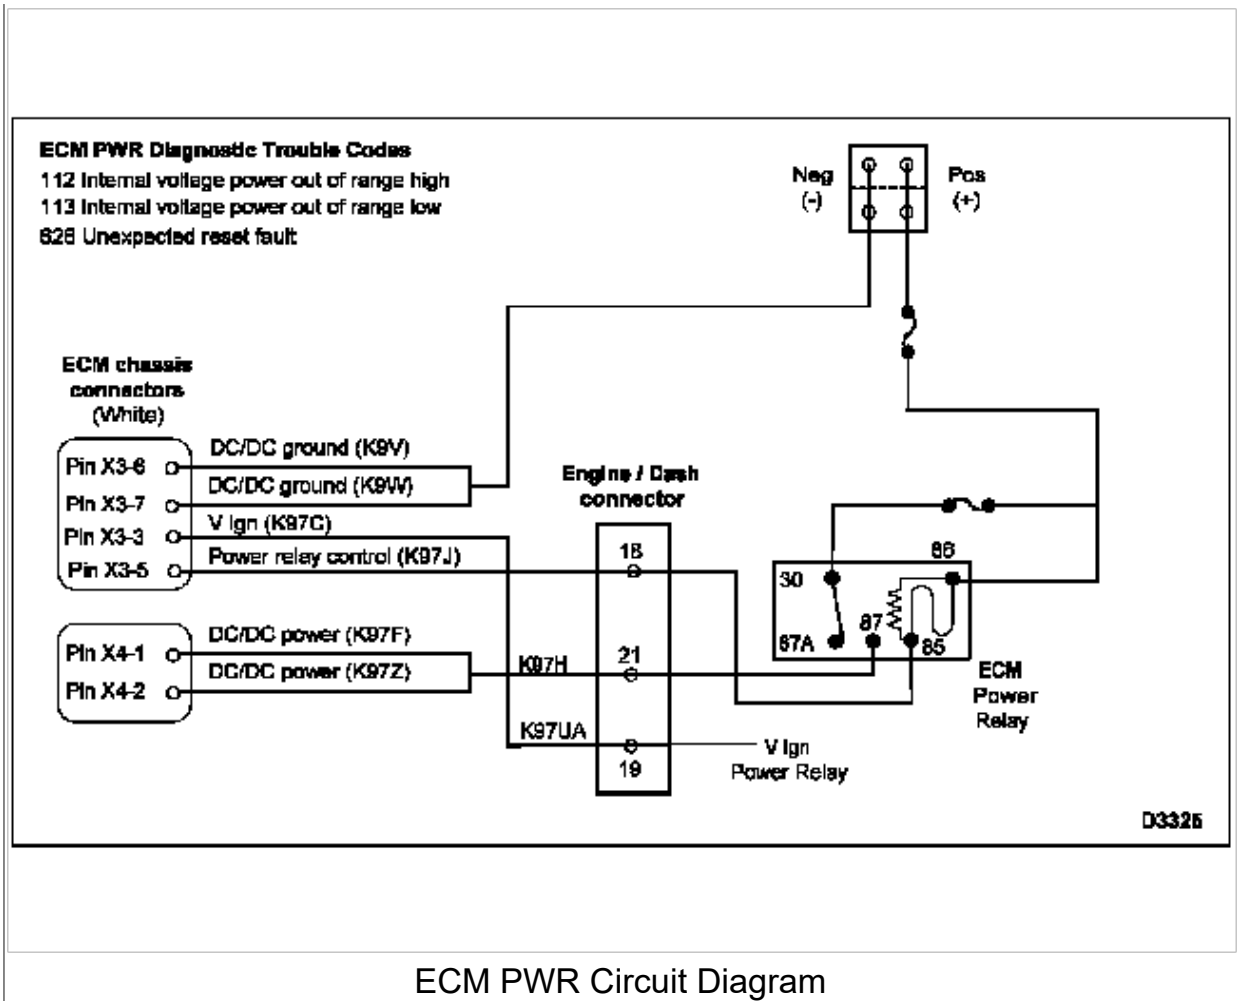 ECM PWR Diagnostic Trouble Codes
112 Internal voltage power out of range high
113 Internal voltage power out of range low
626 Unexpected reset fault
Neg
(-)
Pos
(+)
ECM chassis
connectors
(White)
Pin X3-6
DC/DC ground (K9V)
Pin X3-7
DC/DC ground (K9W)
Pin X3-3
V Ign (K97C)
Pin X3-5
Power relay control (K97J)
Engine / Dash
connector
18
86
30
87
87A
85
ECM
Power
Relay
Pin X4-1
DC/DC power (K97F)
Pin X4-2
DC/DC power (K97Z)
K97H
21
K97UA
19
V Ign
Power Relay
D3325
ECM PWR Circuit Diagram